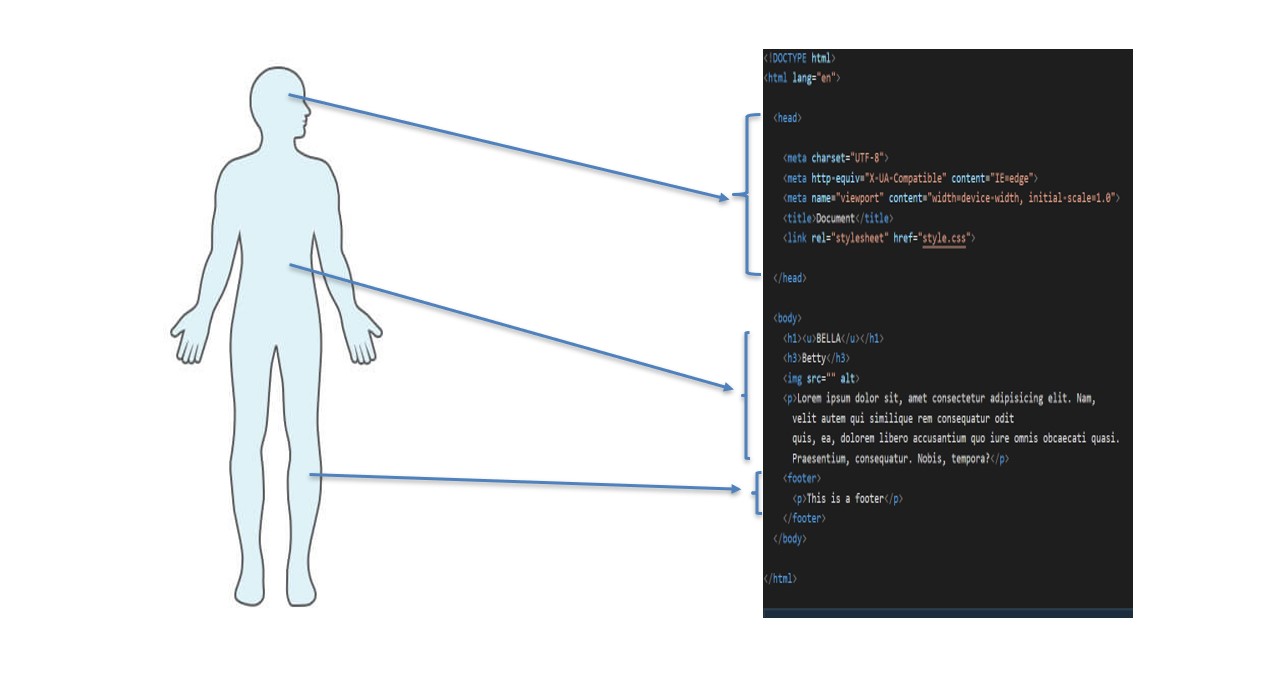 <!DOCTYPE html>
<html lang="en">
<head>
<meta charset="UTF-8">
<meta http-equiv="X-UA-Compatible" content="IE=edge">
<meta name="viewport" content="width=device-width, initial-scale=1.0">
<title>Document</title>
<link rel="stylesheet" href="style.css">
</head>
<body>
<h1><u>BELLA</u></h1>
<h3>Betty</h3>
<img src="" alt>
<p>Lorem ipsum dolor sit, amet consectetur adipisicing elit. Nam,
velit autem qui similique rem consequatur odit
quis, ea, dolorem libero accusantium quo iure omnis obcaecati quasi.
Praesentium, consequatur. Nobis, tempora?</p>
<footer>
<p>This is a footer</p>
</footer>
</body>
</html>